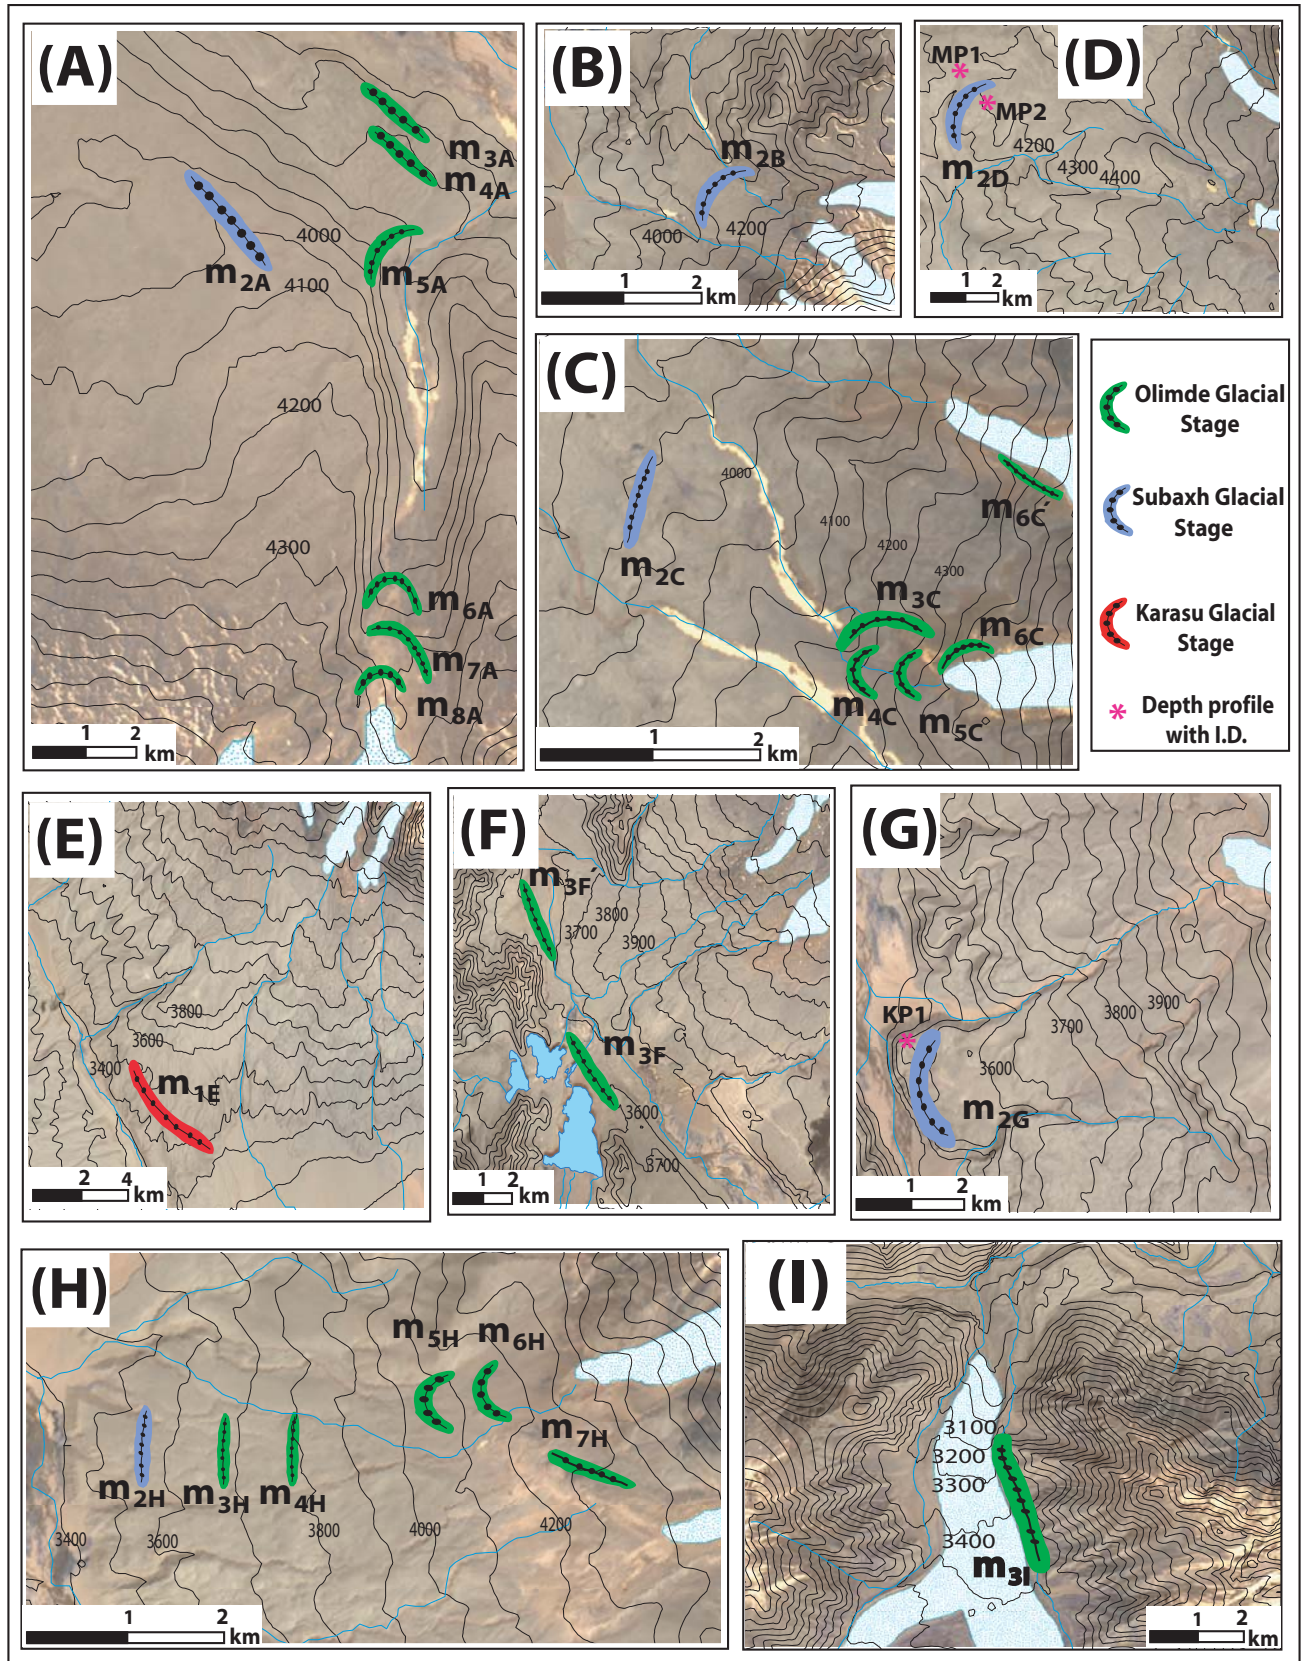 (A)
m3A
m4A
m2A
4000
m5A
4100
4200
4300
m6A
m7A
m8A
1 2
km
(B)
m2B
4000
4200
1 2
km
(D)
MP1
MP2
m2D
4200
4300
4400
1 2
km
(C)
4000
m2C
4100
4200
4300
m6C´
m3C
m6C
m4C
m5C
1 2
km
Olimde Glacial
Stage
Subaxh Glacial
Stage
Karasu Glacial
Stage
Depth profile
with I.D.
(E)
3800
3600
3400
m1E
2 4
km
(F)
m3F´
3800
3700
3900
m3F
3600
3700
1 2
km
(G)
KP1
3900
3800
3700
3600
m2G
1 2
km
(H)
m5H
m6H
m7H
m2H
m3H
m4H
3400
3600
3800
4000
4200
1 2
km
(I)
3100
3200
3300
3400
m3I
1 2
km